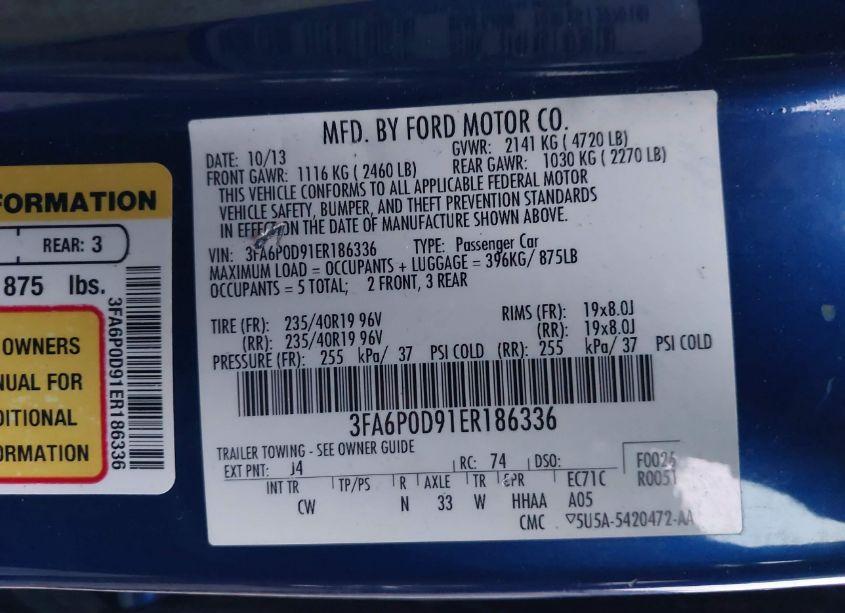 FORMATION
REAR: 3
875 lbs.
OWNERS
NUAL FOR
DITIONAL
FORMATION
3FA6P0D91ER186336
MFD. BY FORD MOTOR CO.
DATE: 10/13 GVWR: 2141 KG ( 4720 LB)
FRONT GAWR: 1116 KG ( 2460 LB) REAR GAWR: 1030 KG ( 2270 LB)
THIS VEHICLE CONFORMS TO ALL APPLICABLE FEDERAL MOTOR
VEHICLE SAFETY, BUMPER, AND THEFT PREVENTION STANDARDS
IN EFFECT ON THE DATE OF MANUFACTURE SHOWN ABOVE.
VIN: 3FA6P0D91ER186336 TYPE: Passenger Car
MAXIMUM LOAD = OCCUPANTS + LUGGAGE = 396KG/ 875LB
OCCUPANTS = 5 TOTAL; 2 FRONT, 3 REAR
TIRE (FR): 235/40R19 96V RIMS (FR): 19x8.0J
(RR): 235/40R19 96V (RR): 19x8.0J
PRESSURE (FR): 255 kPa/ 37 PSI COLD (RR): 255 kPa/ 37 PSI COLD
3FA6P0D91ER186336
TRAILER TOWING - SEE OWNER GUIDE
EXT PNT: J4 RC: 74 DSO: F0026
R0051
INT TR TP/PS R AXLE TR SPR EC71C
CW N 33 W HHAA A05
CMC ▽5U5A-5420472-AA